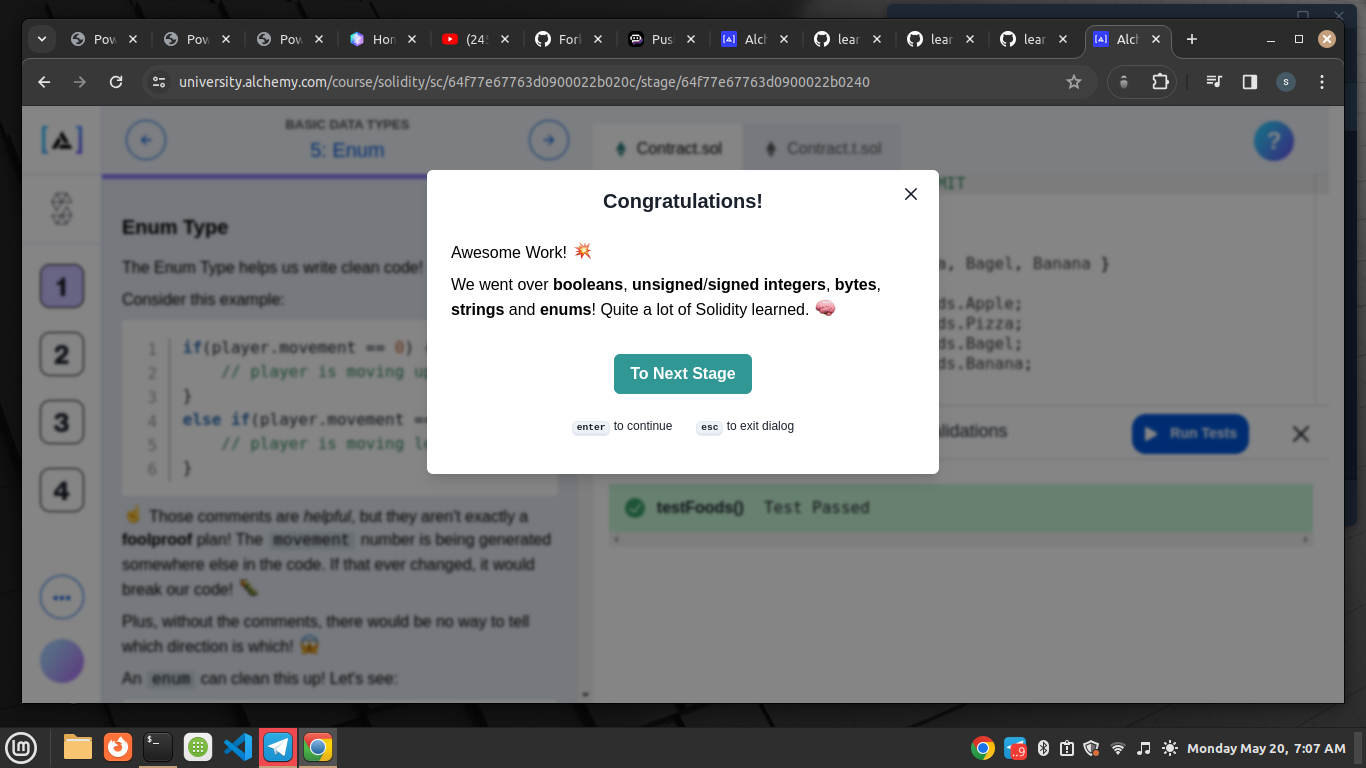 Pow
Pow
Pow
Hor
(24
Fork
Pus
Alch
lear
lear
lear
Alc
university.alchemy.com/course/solidity/sc/64f77e67763d0900022b020c/stage/64f77e67763d0900022b0240
S
BASIC DATA TYPES
5: Enum
Contract.sol
Contract.t.sol
?
MIT
Enum Type
The Enum Type helps us write clean code!
Consider this example:
1 if(player.movement == 0)
2 // player is moving up
3 }
4 else if(player.movement ==
5 // player is moving le
6 }
☝️ Those comments are helpful, but they aren't exactly a
foolproof plan! The movement number is being generated
somewhere else in the code. If that ever changed, it would
break our code! 🐛
Plus, without the comments, there would be no way to tell
which direction is which! 😱
An enum can clean this up! Let's see:
1
2
3
4
a, Bagel, Banana }
ds.Apple;
ds.Pizza;
ds.Bagel;
ds.Banana;
lidations
Run Tests
testFoods() Test Passed
Congratulations!
Awesome Work! 💥
We went over booleans, unsigned/signed integers, bytes,
strings and enums! Quite a lot of Solidity learned. 🧠
To Next Stage
enter to continue
esc to exit dialog
..9
Monday May 20, 7:07 AM